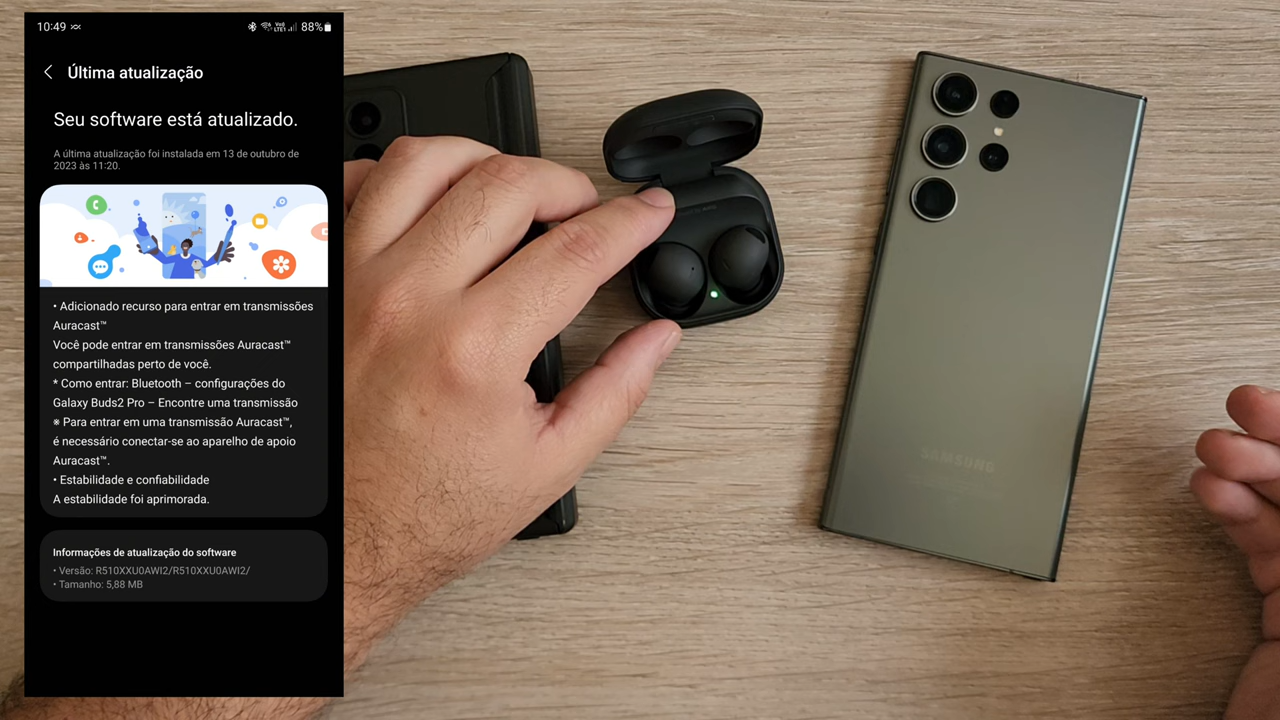 10:49
VoB
LTE1
88%
Última atualização
Seu software está atualizado.
A última atualização foi instalada em 13 de outubro de
2023 às 11:20.
• Adicionado recurso para entrar em transmissões
Auracast™
Você pode entrar em transmissões Auracast™
compartilhadas perto de você.
* Como entrar: Bluetooth – configurações do
Galaxy Buds2 Pro – Encontre uma transmissão
※ Para entrar em uma transmissão Auracast™,
é necessário conectar-se ao aparelho de apoio
Auracast™.
• Estabilidade e confiabilidade
A estabilidade foi aprimorada.
Informações de atualização do software
• Versão: R510XXU0AWI2/R510XXU0AWI2/
• Tamanho: 5,88 MB
SAMSUNG